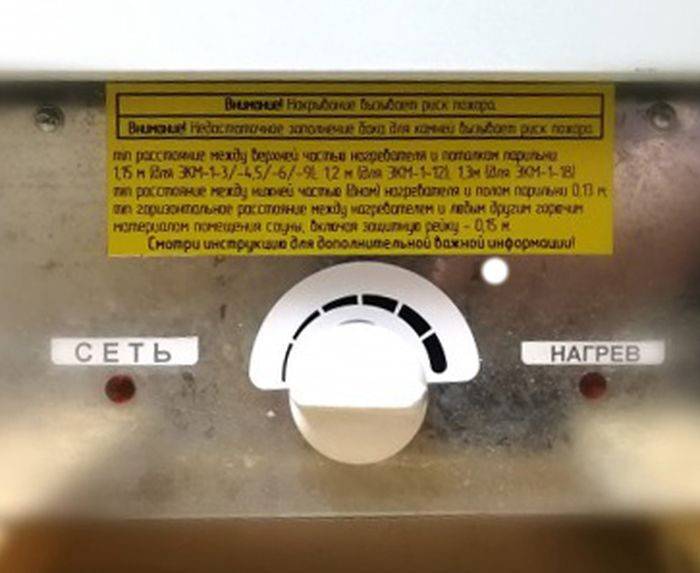 Внимание! Накрывание вызывает риск пожара.
Внимание! Недостаточное заполнение бака для камней вызывает риск пожара.
min расстояние между верхней частью нагревателя и потолком парильни
1,15 м (для ЭКМ-1-3/-4,5/-6/-9), 1,2 м (для ЭКМ-1-12), 1,3м (для ЭКМ-1-18)
min расстояние между нижней частью (дном) нагревателя и полом парильни 0,13 м.
min горизонтальное расстояние между нагревателем и любым другим горючим
материалом помещения сауны, включая защитную рейку - 0,15 м.
Смотри инструкцию для дополнительной важной информации!
СЕТЬ
НАГРЕВ